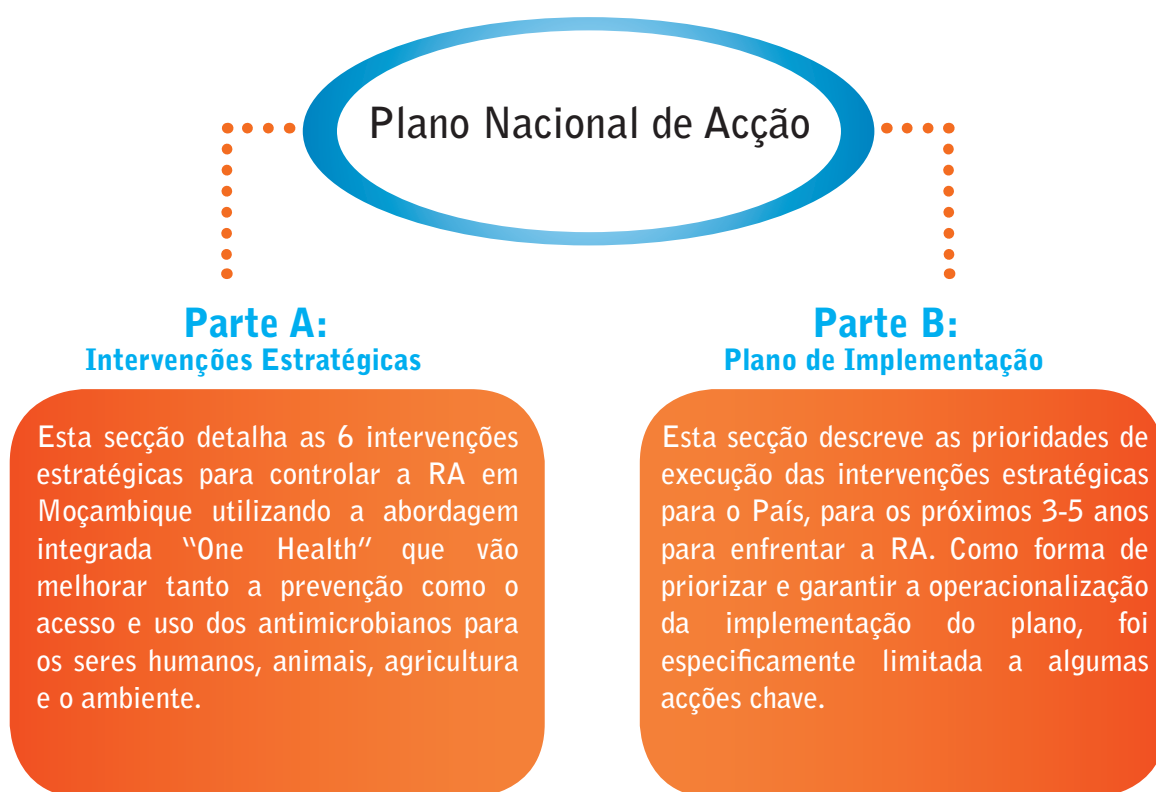 Plano Nacional de Acção
Parte A:
Intervenções Estratégicas
Esta secção detalha as 6 intervenções
estratégicas para controlar a RA em
Moçambique utilizando a abordagem
integrada “One Health” que vão
melhorar tanto a prevenção como o
acesso e uso dos antimicrobianos para
os seres humanos, animais, agricultura
e o ambiente.
Parte B:
Plano de Implementação
Esta secção descreve as prioridades de
execução das intervenções estratégicas
para o País, para os próximos 3-5 anos
para enfrentar a RA. Como forma de
priorizar e garantir a operacionalização
da implementação do plano, foi
especificamente limitada a algumas
acções chave.